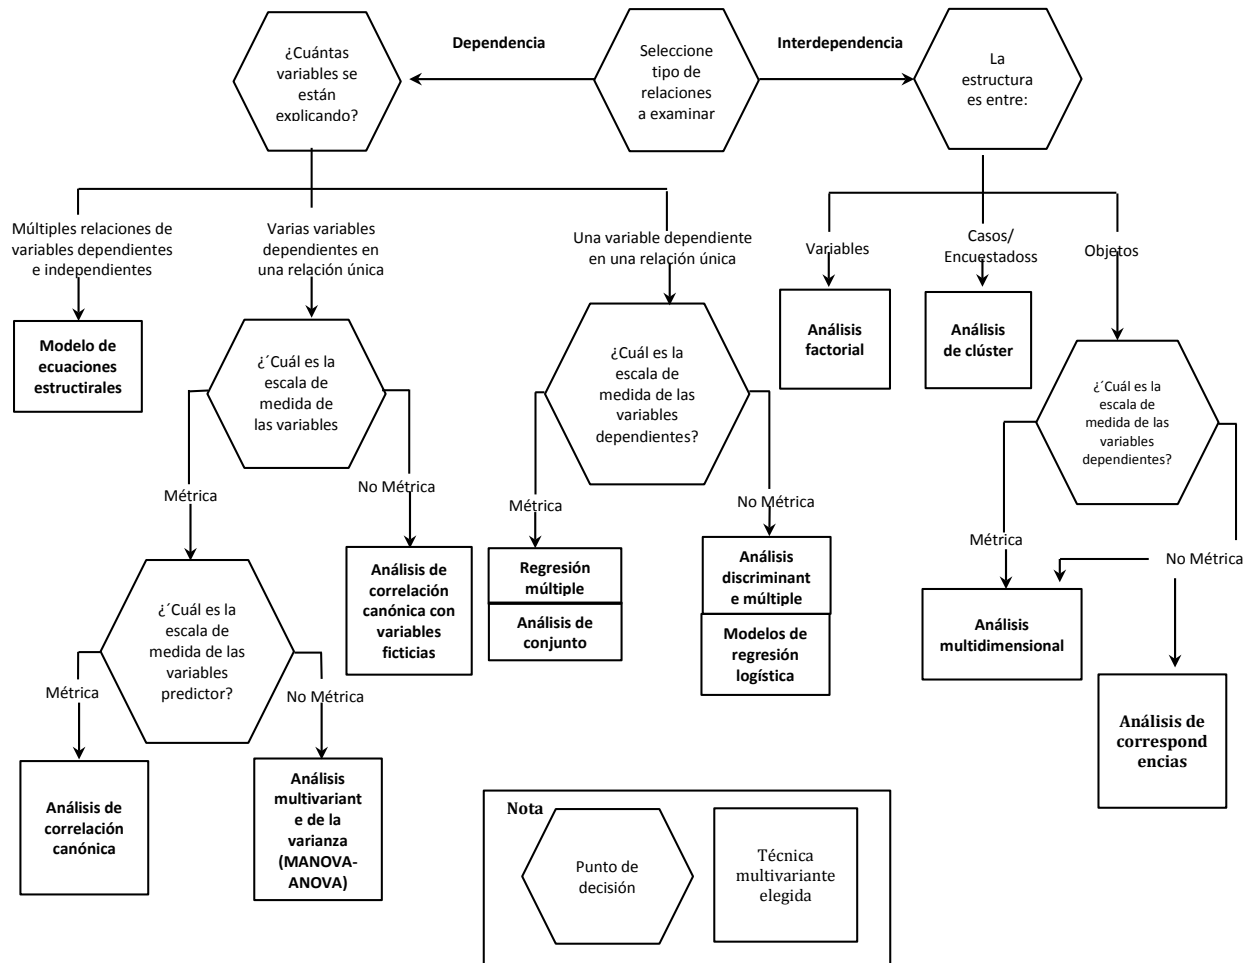 ¿Cuántas
variables se
están
explicando?
Dependencia
Seleccione
tipo de
relaciones
a examinar
Interdependencia
La
estructura
es entre:
Múltiples relaciones de
variables dependientes
e independientes
Varias variables
dependientes en
una relación única
Una variable dependiente
en una relación única
Variables
Casos/
Encuestadoss
Objetos
Modelo de
ecuaciones
estructirales
¿´Cuál es la
escala de
medida de
las variables
¿Cuál es la
escala de
medida de las
variables
dependientes?
Análisis
factorial
Análisis
de clúster
¿´Cuál es la
escala de
medida de las
variables
dependientes?
Métrica
No Métrica
Métrica
No Métrica
Métrica
No Métrica
¿´Cuál es la
escala de
medida de las
variables
predictor?
Análisis de
correlación
canónica con
variables
ficticias
Regresión
múltiple
Análisis de
conjunto
Análisis
discriminant
e múltiple
Modelos de
regresión
logística
Análisis
multidimensional
Análisis de
correspond
encias
Métrica
No Métrica
Análisis de
correlación
canónica
Análisis
multivariant
e de la
varianza
(MANOVA-
ANOVA)
Nota
Punto de
decisión
Técnica
multivariante
elegida